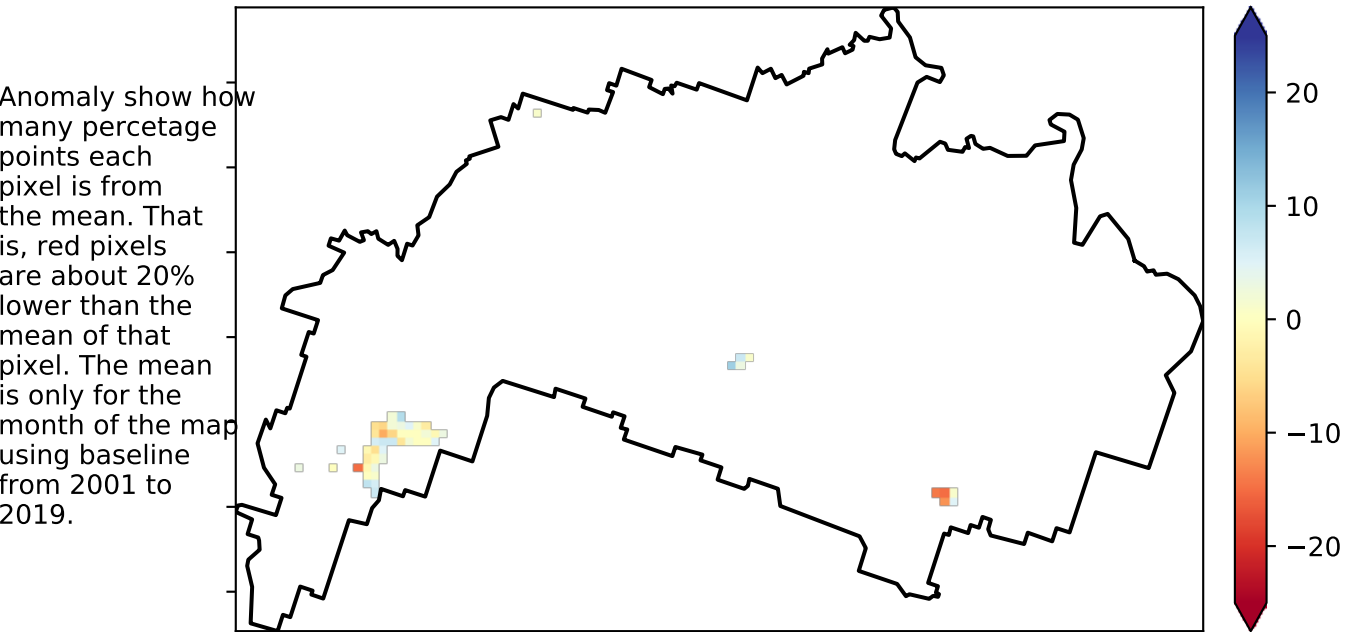 Anomaly show how
many percetage
points each
pixel is from
the mean. That
is, red pixels
are about 20%
lower than the
mean of that
pixel. The mean
is only for the
month of the map
using baseline
from 2001 to
2019.
20
10
0
−10
−20